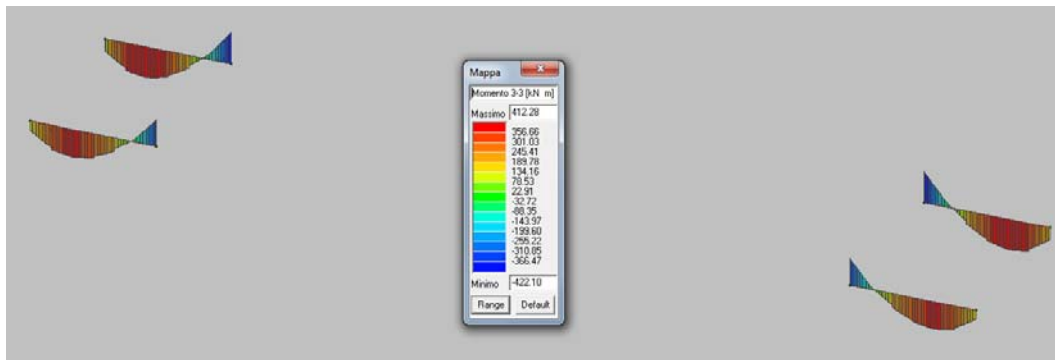 Mappa
Momento 3-3 [kN m]
Massimo 412.28
356.66
301.03
245.41
189.78
134.16
78.53
22.91
-32.72
-88.35
-143.97
-199.60
-255.22
-310.85
-366.47
Minimo -422.10
Range Default